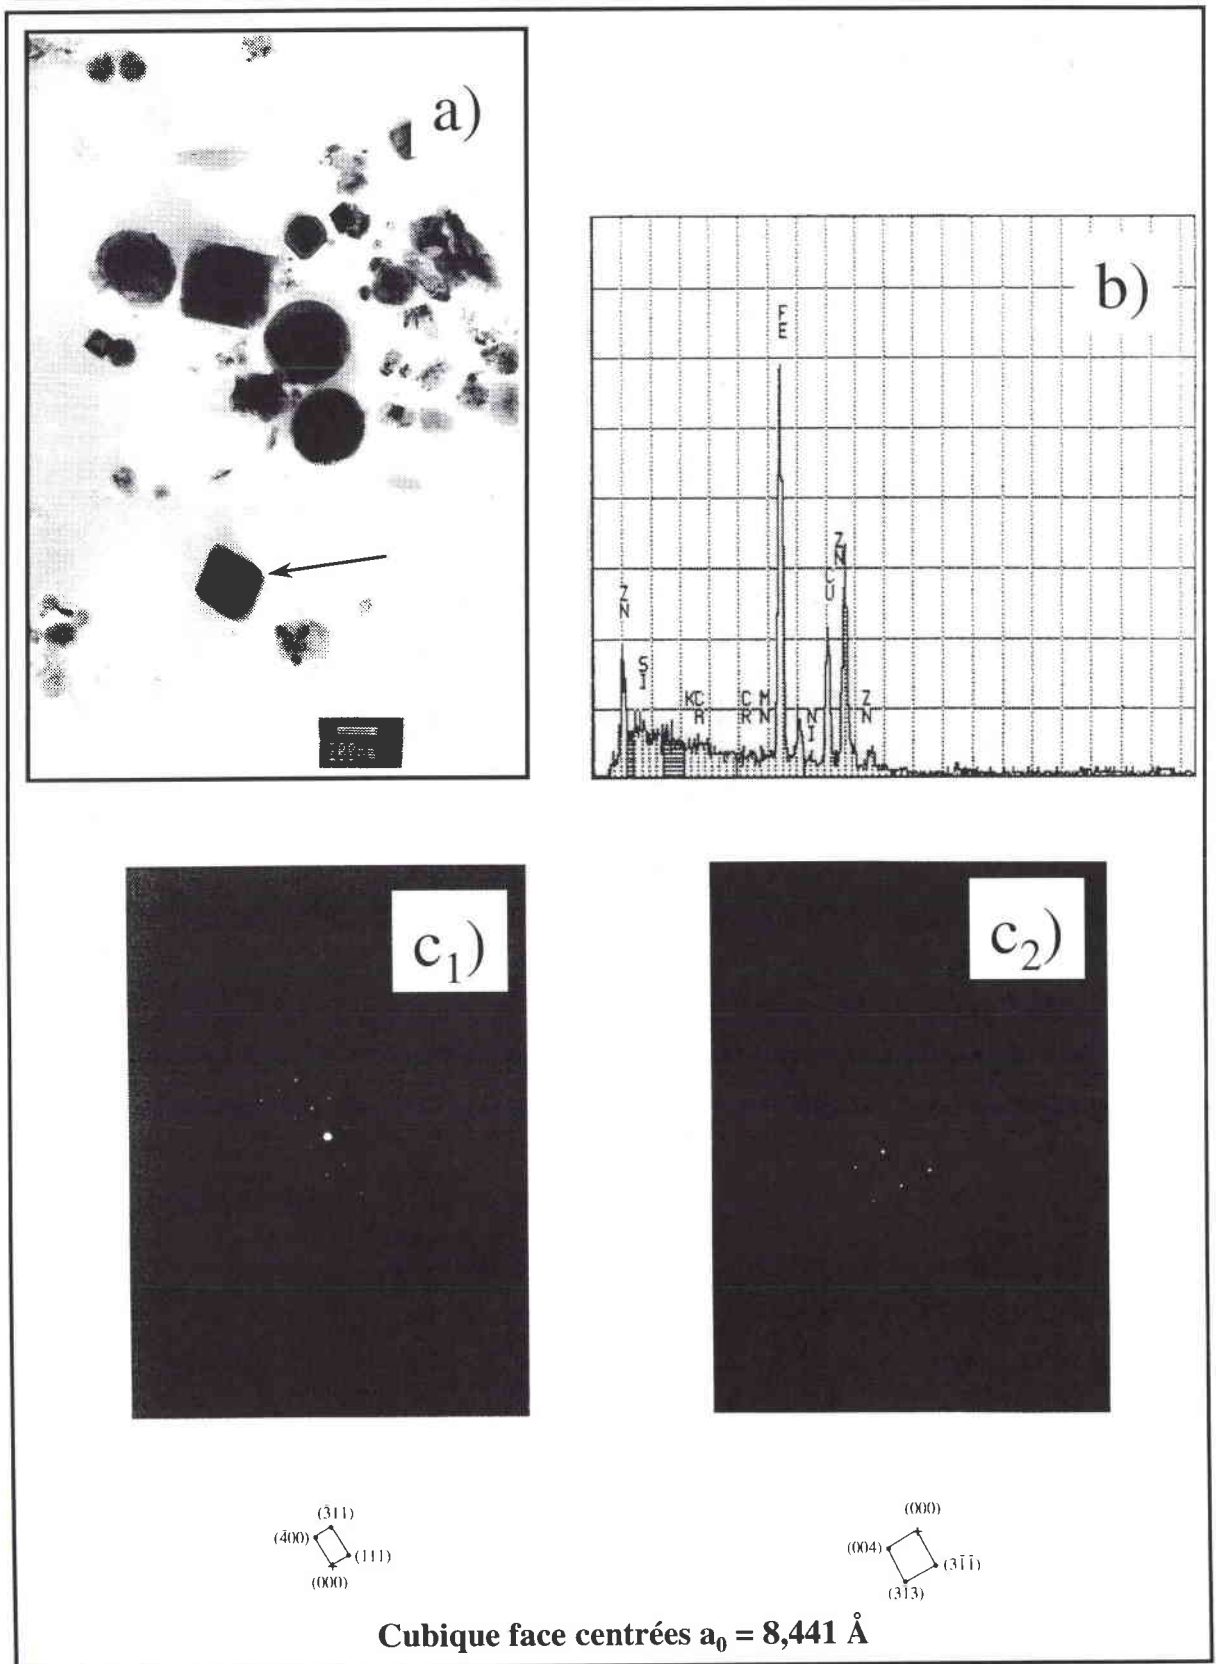 a)
b)
FE
ZN
CU
ZN
SI
K
CA
CR
MN
NI
ZN
c1)
c2)
(3̄11)
(4̄00)
(111)
(000)
(000)
(004)
(31̄1̄)
(31̄3)
Cubique face centrées a0 = 8,441 Å